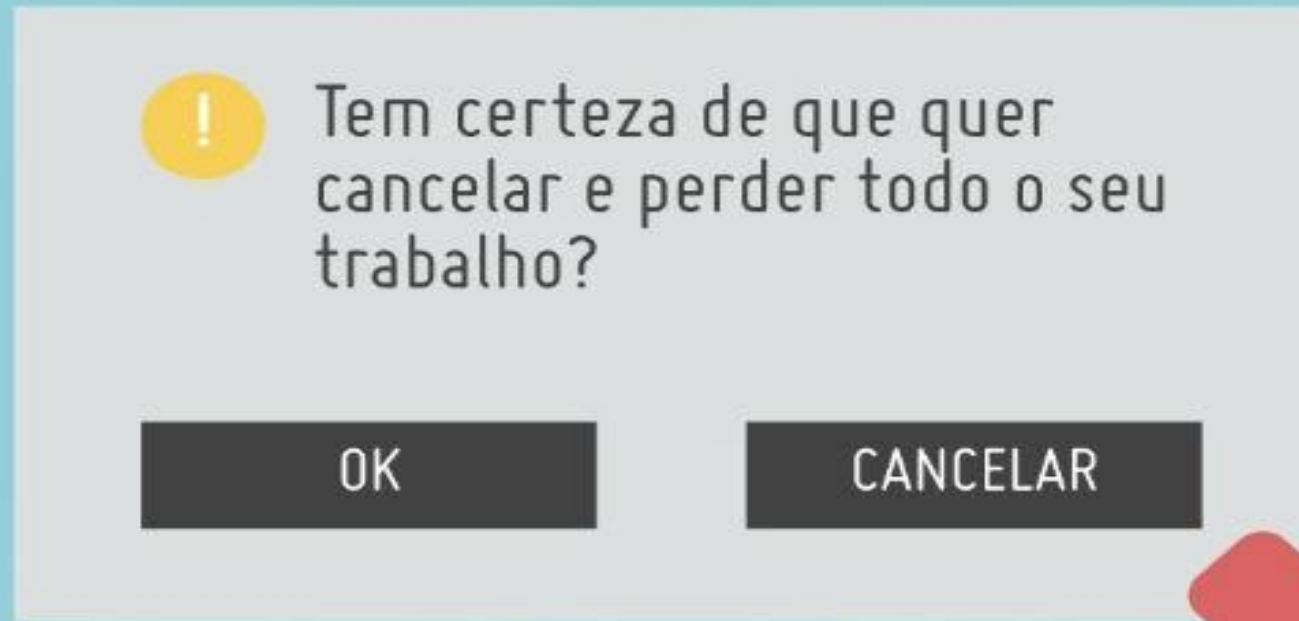 !
Tem certeza de que quer
cancelar e perder todo o seu
trabalho?
OK
CANCELAR